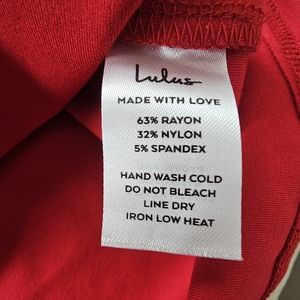 Lulus
MADE WITH LOVE
63% RAYON
32% NYLON
5% SPANDEX
HAND WASH COLD
DO NOT BLEACH
LINE DRY
IRON LOW HEAT